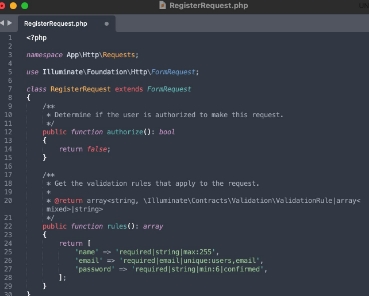 RegisterRequest.php
RegisterRequest.php
1 <?php
2
3 namespace App\Http\Requests;
4
5 use Illuminate\Foundation\Http\FormRequest;
6
7 class RegisterRequest extends FormRequest
8 {
9 /**
10 * Determine if the user is authorized to make this request.
11 */
12 public function authorize(): bool
13 {
14 return false;
15 }
16
17 /**
18 * Get the validation rules that apply to the request.
19 *
20 * @return array<string, \Illuminate\Contracts\Validation\ValidationRule|array<
mixed>|string>
21 */
22 public function rules(): array
23 {
24 return [
25 'name' => 'required|string|max:255',
26 'email' => 'required|email|unique:users,email',
27 'password' => 'required|string|min:6|confirmed',
28 ];
29 }
30 }